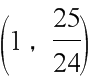 (1 , 25/24)